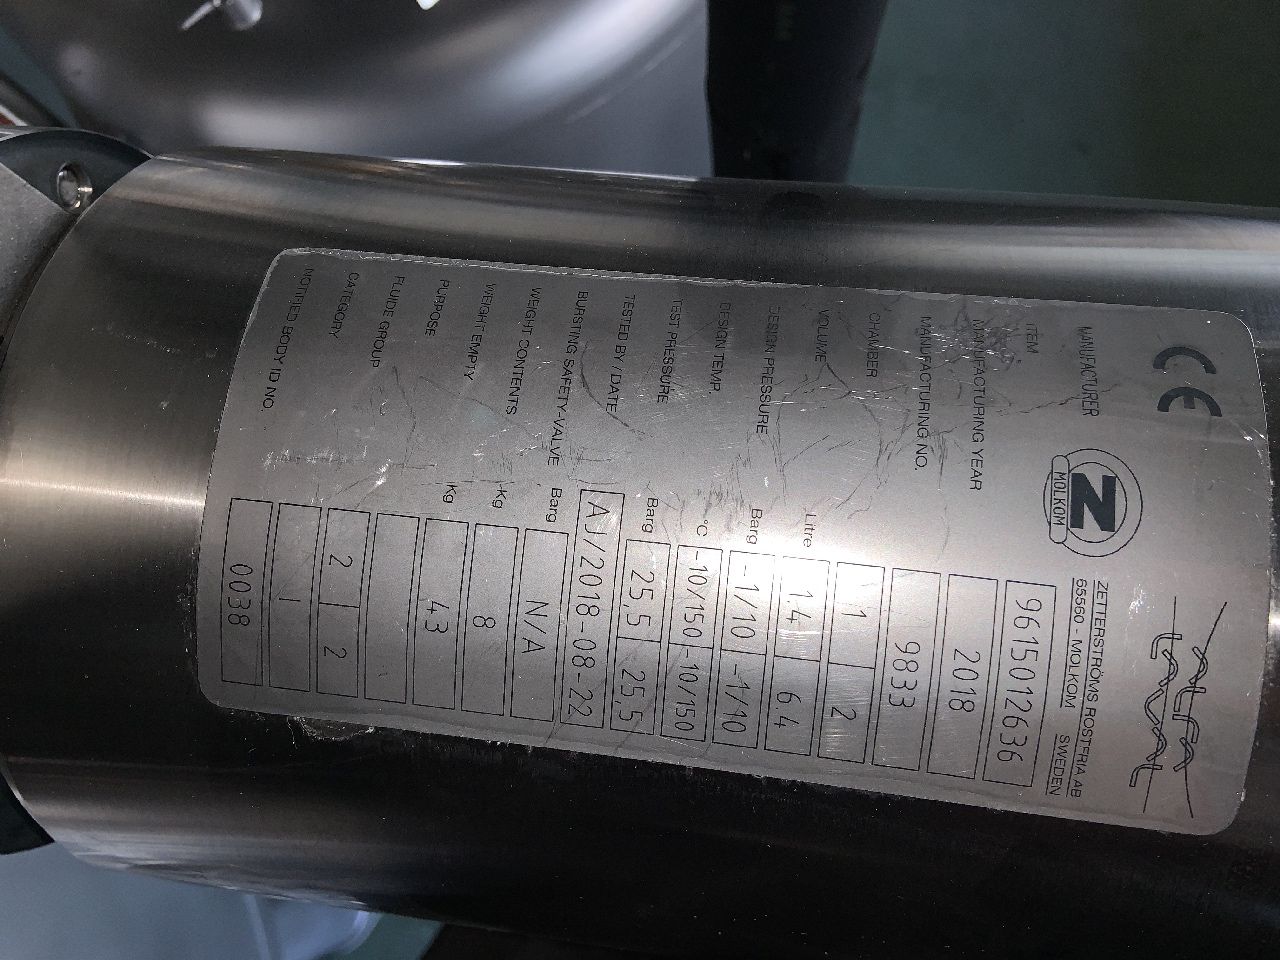 CE
Z
MOLKOM
Alfa
Laval
MANUFACTURER ZETTERSTRÖMS ROSTFRIA AB
65560 - MOLKOM SWEDEN
ITEM 9615012636
MANUFACTURING YEAR 2018
MANUFACTURING NO. 9833
CHAMBER 1 2
VOLUME Litre 1,4 6,4
DESIGN PRESSURE Barg -1/10 -1/10
DESIGN TEMP. °C -10/150 -10/150
TEST PRESSURE Barg 25,5 25,5
TESTED BY / DATE AJ/2018-08-22
BURSTING SAFETY-VALVE Barg N/A
WEIGHT CONTENTS Kg 8
WEIGHT EMPTY Kg 43
PURPOSE
FLUIDE GROUP 2 2
CATEGORY I
NOTIFIED BODY ID NO. 0038